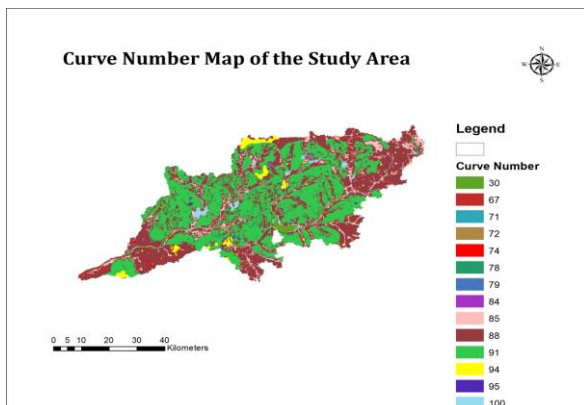 Curve Number Map of the Study Area
N
W E
S
Legend
Curve Number
30
67
71
72
74
78
79
84
85
88
91
94
95
100
0 5 10 20 30 40
Kilometers